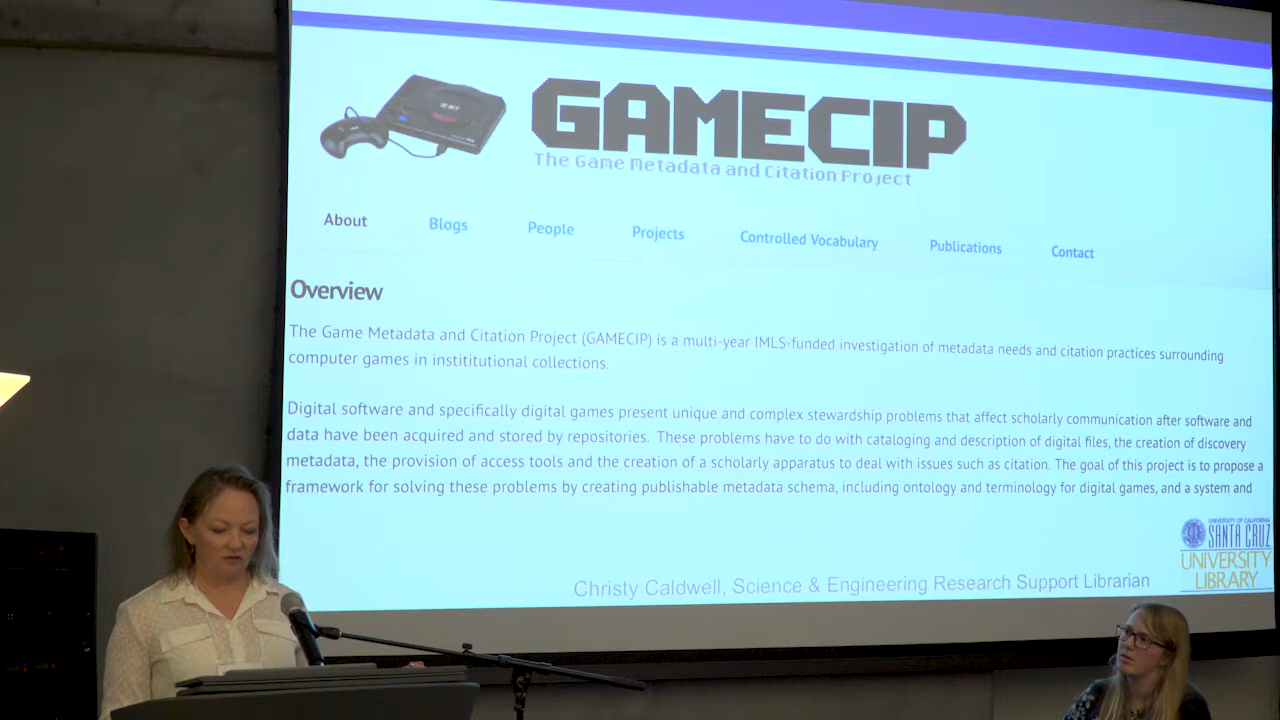 GAMECIP
The Game Metadata and Citation Project
About Blogs People Projects Controlled Vocabulary Publications Contact
Overview
The Game Metadata and Citation Project (GAMECIP) is a multi-year IMLS-funded investigation of metadata needs and citation practices surrounding
computer games in instititutional collections.
Digital software and specifically digital games present unique and complex stewardship problems that affect scholarly communication after software and
data have been acquired and stored by repositories. These problems have to do with cataloging and description of digital files, the creation of discovery
metadata, the provision of access tools and the creation of a scholarly apparatus to deal with issues such as citation. The goal of this project is to propose a
framework for solving these problems by creating publishable metadata schema, including ontology and terminology for digital games, and a system and
UNIVERSITY OF CALIFORNIA
SANTA CRUZ
UNIVERSITY
LIBRARY
Christy Caldwell, Science & Engineering Research Support Librarian